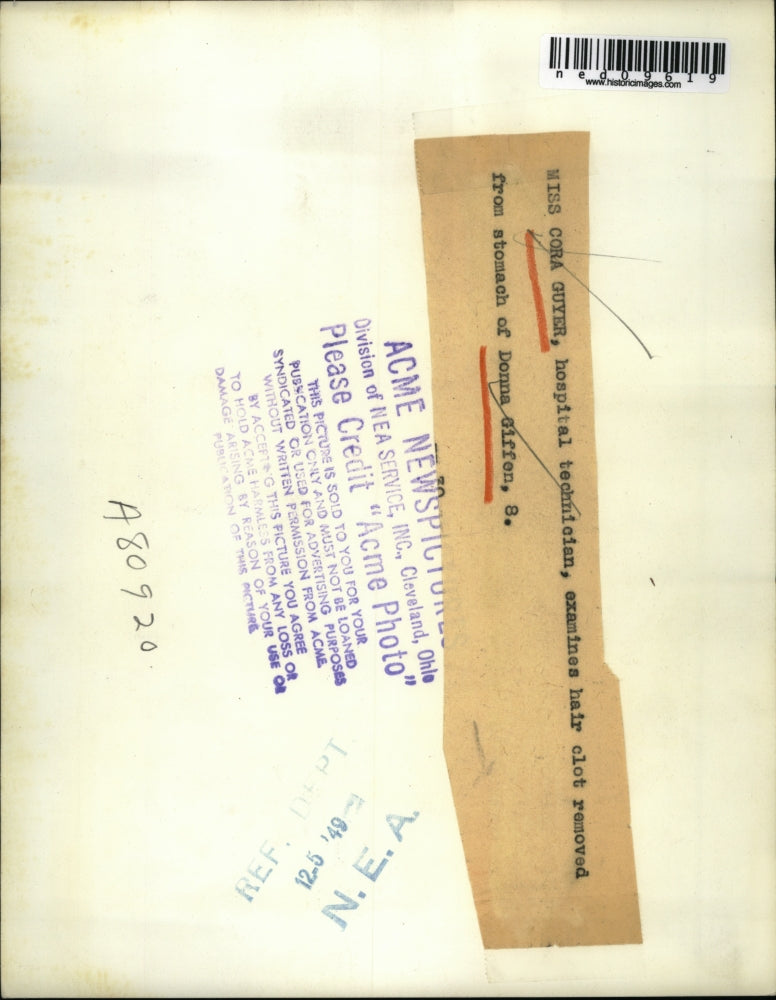 ned09619
www.historicimages.com
MISS CORA GUYER, hospital technician, examines hair clot removed
from stomach of Donna Giffen, 8.
ACME NEWSPICTURES
Division of NEA SERVICE, INC., Cleveland, Ohio
Please Credit "Acme Photo"
THIS PICTURE IS SOLD TO YOU FOR YOUR
PUBLICATION ONLY AND MUST NOT BE LOANED
SYNDICATED OR USED FOR ADVERTISING PURPOSES
WITHOUT WRITTEN PERMISSION FROM ACME
BY ACCEPTING THIS PICTURE YOU AGREE
TO HOLD ACME HARMLESS FROM ANY LOSS OR
DAMAGE ARISING BY REASON OF YOUR USE OR
PUBLICATION OF THIS PICTURE
REF. DEPT
12-5 '49
N. E. A.
A80920